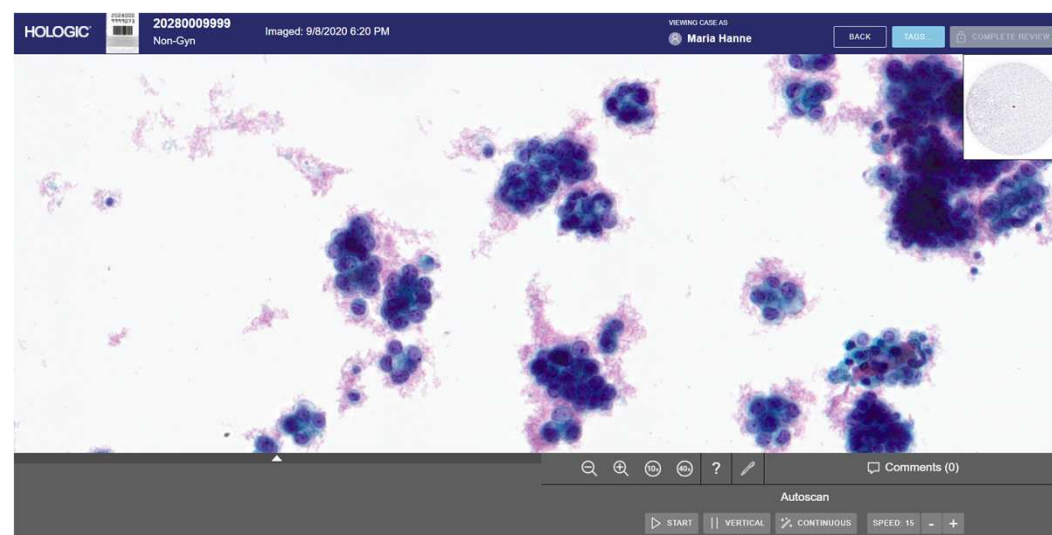 HOLOGIC
20280009999
Non-Gyn
Imaged: 9/8/2020 6:20 PM
VIEWING CASE AS
Maria Hanne
BACK
TAGS...
COMPLETE REVIEW
10x
40x
?
Comments (0)
Autoscan
START
VERTICAL
CONTINUOUS
SPEED: 15
-
+